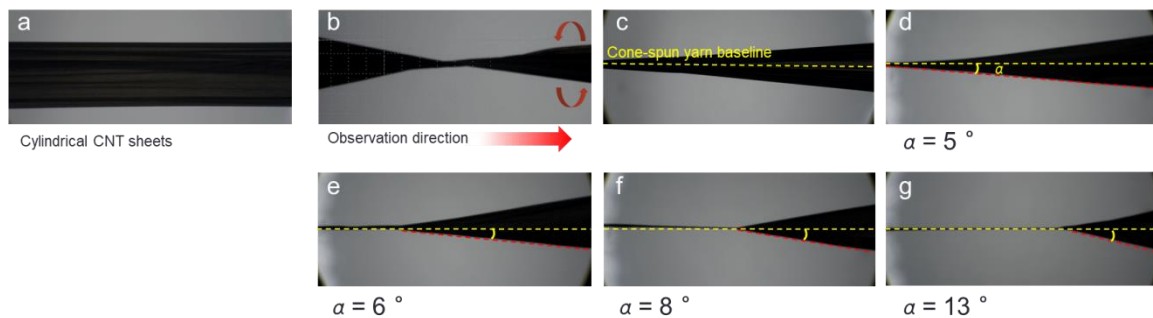 a
b
c
d
Cone-spun yarn baseline
α
Cylindrical CNT sheets
Observation direction
α = 5 °
e
f
g
α = 6 °
α = 8 °
α = 13 °